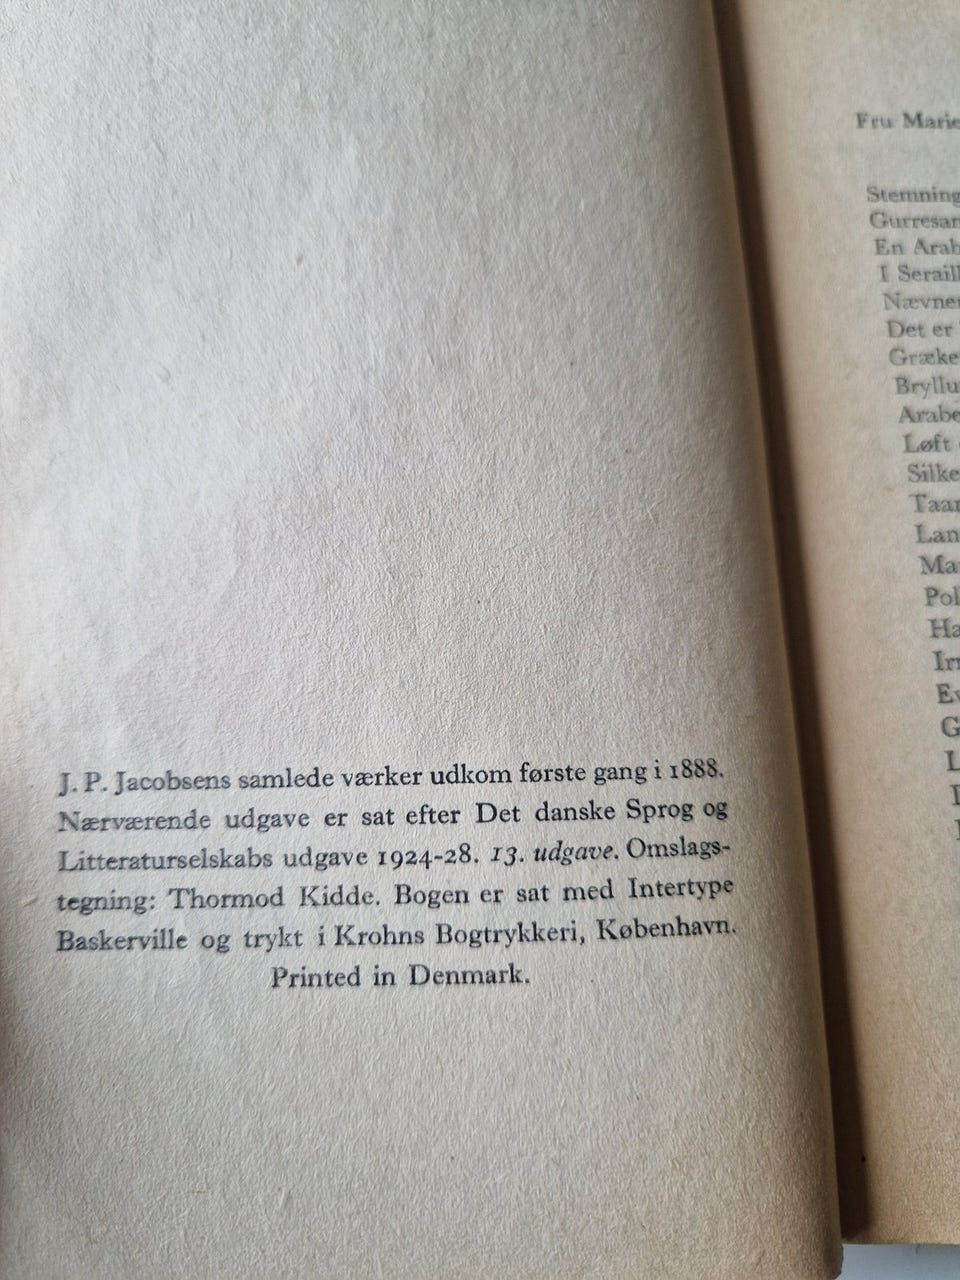 J. P. Jacobsens samlede værker udkom første gang i 1888.
Nærværende udgave er sat efter Det danske Sprog og
Litteraturselskabs udgave 1924-28. 13. udgave. Omslags-
tegning: Thormod Kidde. Bogen er sat med Intertype
Baskerville og trykt i Krohns Bogtrykkeri, København.
Printed in Denmark.
Fru Marie
Stemning
Gurresan
En Arab
I Seraill
Nævner
Det er
Græke
Bryllu
Arabe
Løft
Silke
Taar
Lan
Ma
Pol
Ha
Irr
Ev
G
L